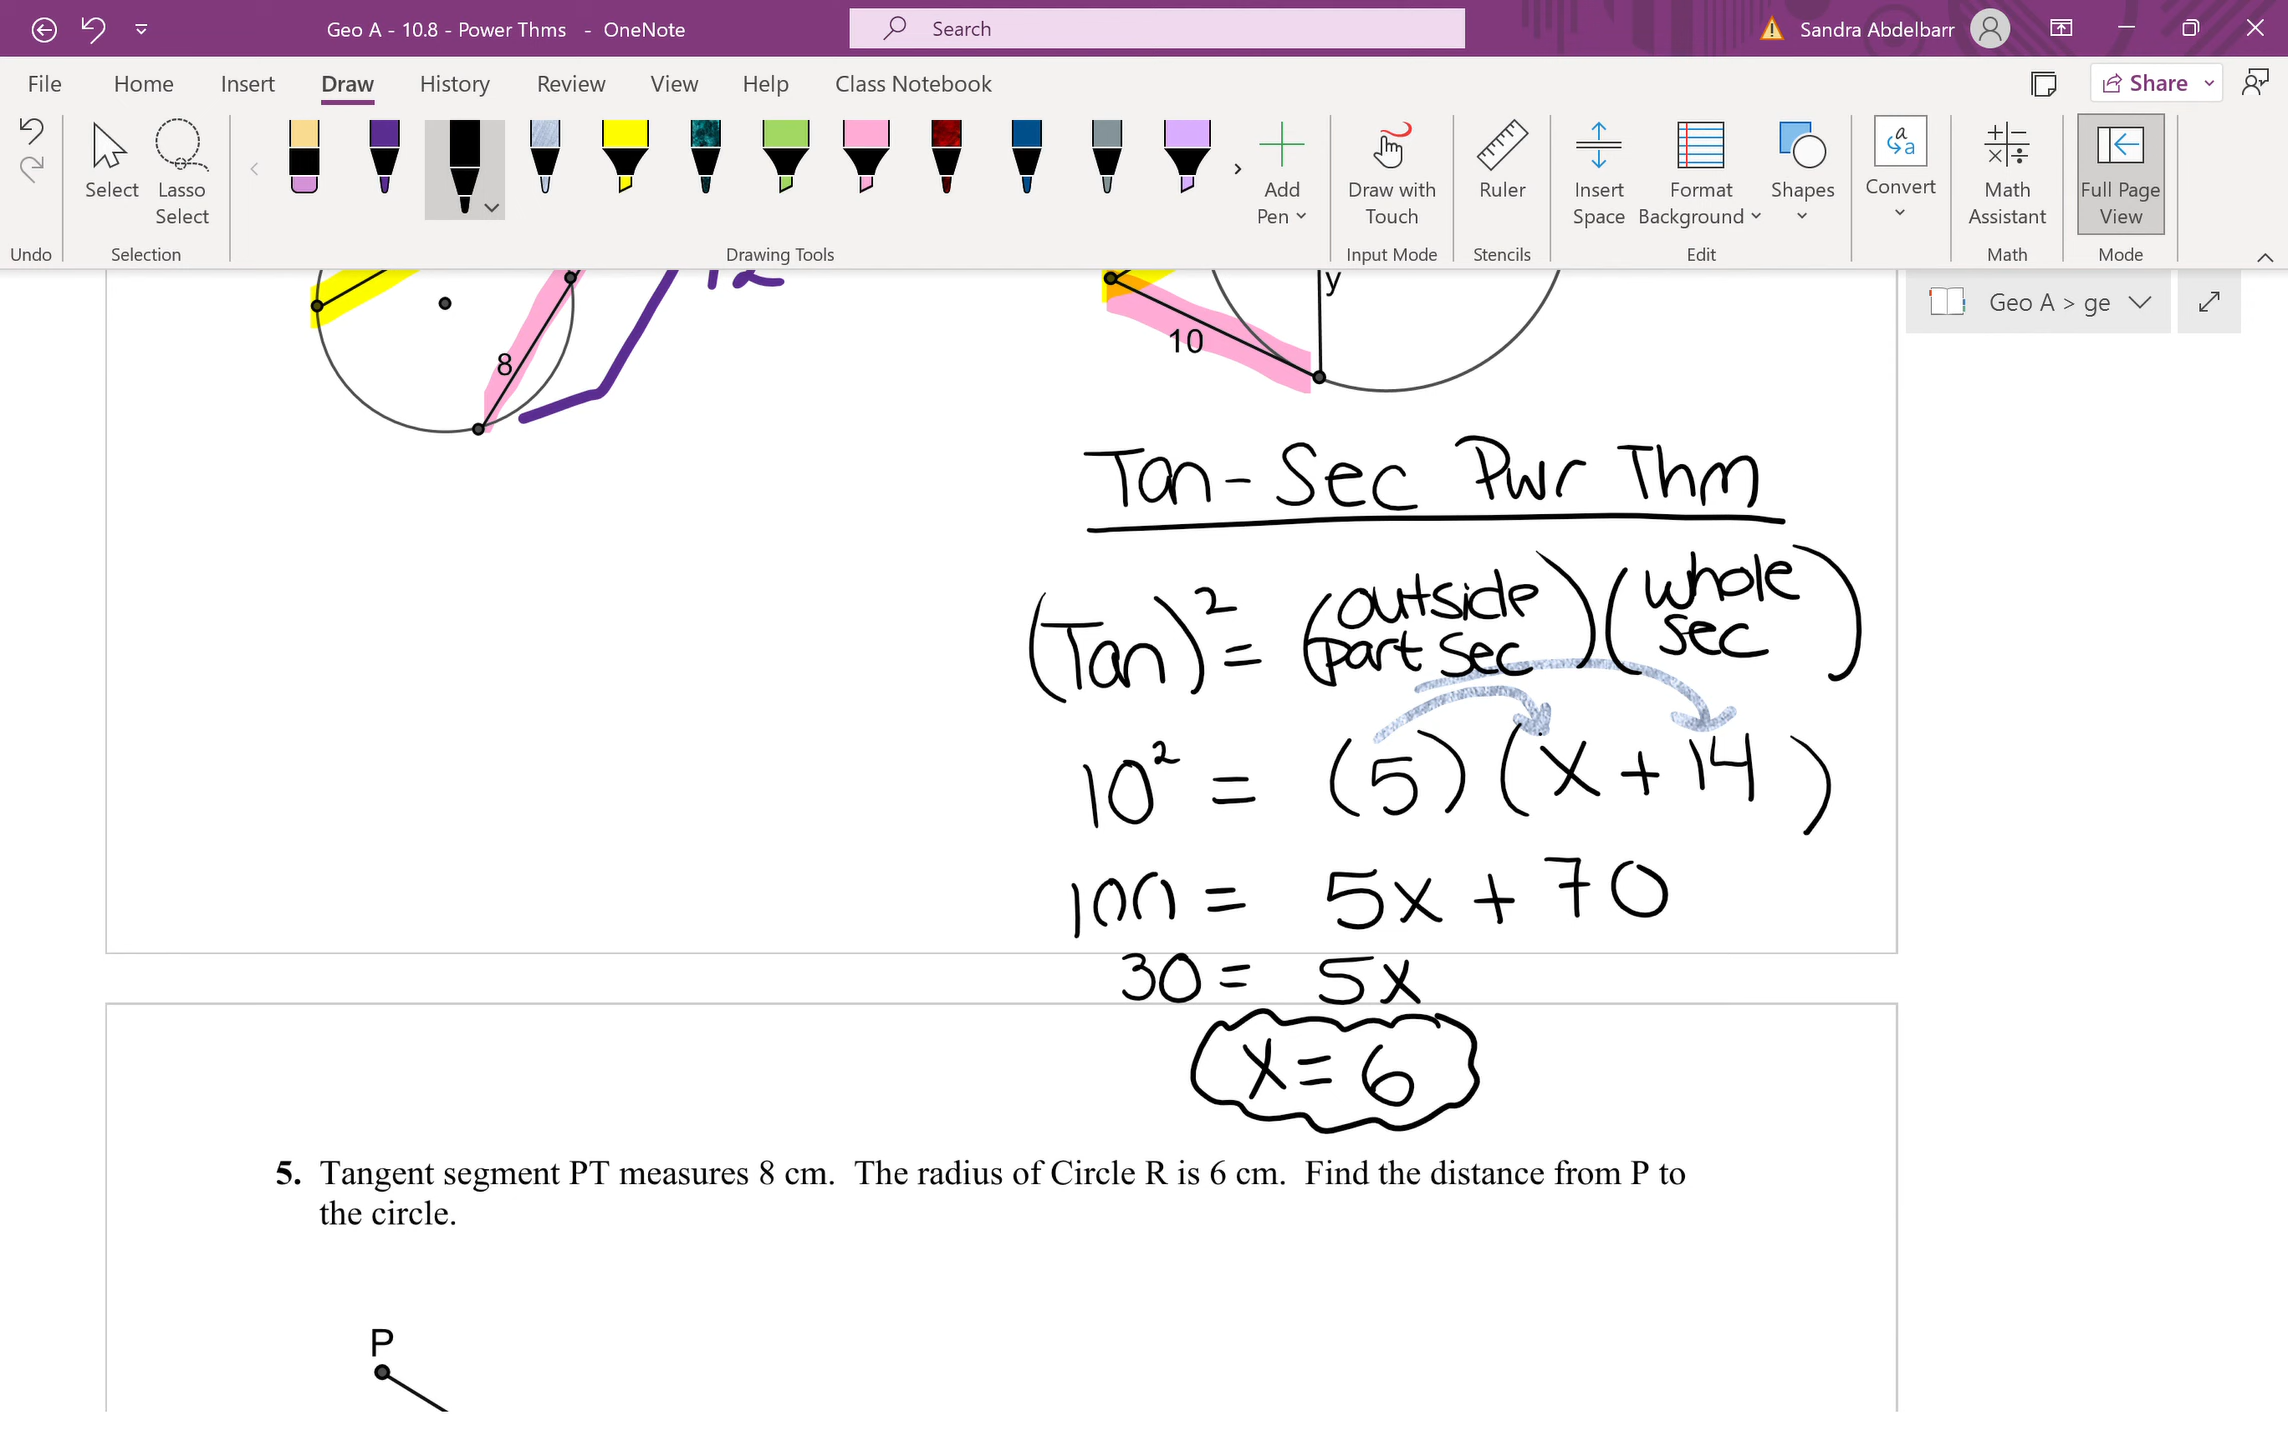 Geo A - 10.8 - Power Thms - OneNote
Search
Sandra Abdelbarr
File Home Insert Draw History Review View Help Class Notebook
Share
Select
Lasso Select
Add Pen
Draw with Touch
Ruler
Insert Space
Format Background
Shapes
Convert
Math Assistant
Full Page View
Undo Selection Drawing Tools Input Mode Stencils Edit Math Mode
Geo A > ge
12
y
8
10
Tan-Sec Pwr Thm
(Tan)² = (outside part sec)(whole sec)
10² = (5)(x + 14)
100 = 5x + 70
30 = 5x
x = 6
5. Tangent segment PT measures 8 cm. The radius of Circle R is 6 cm. Find the distance from P to
the circle.
P